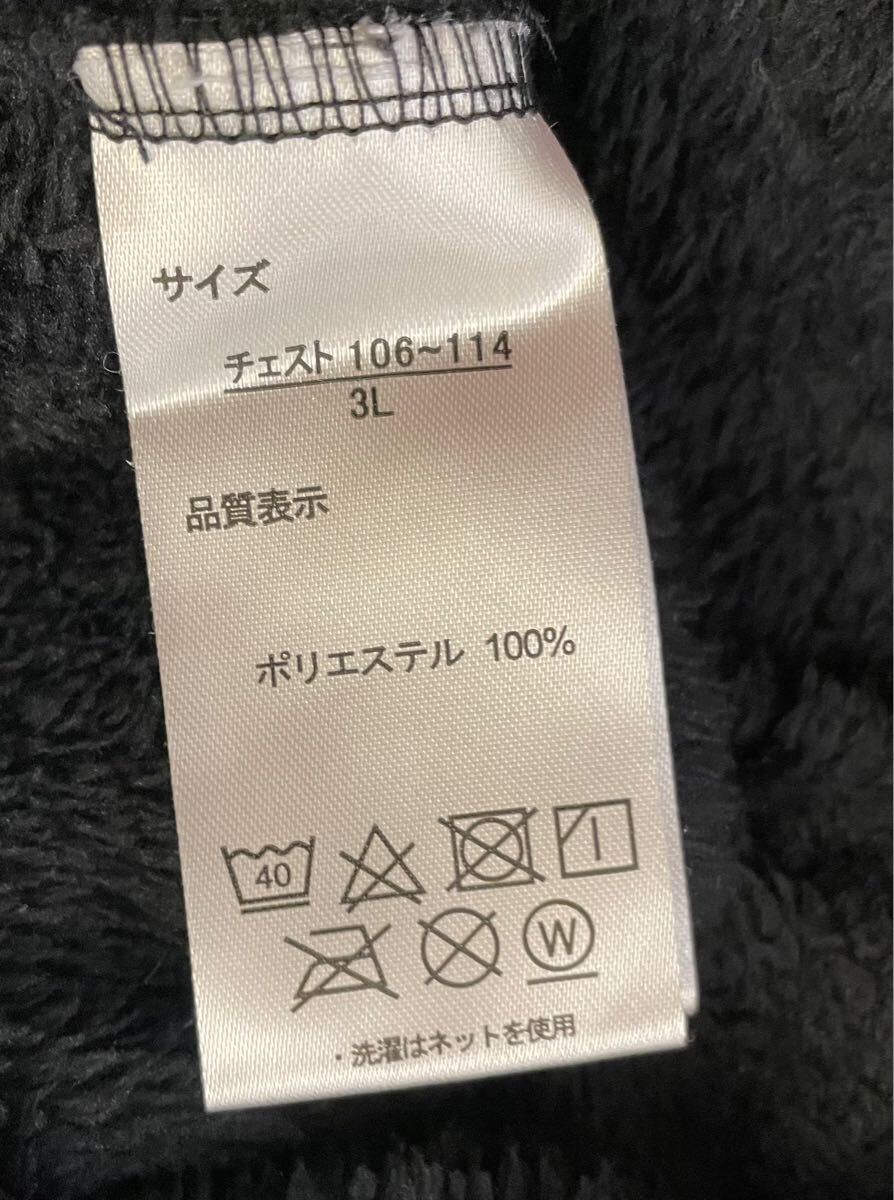 サイズ
チェスト 106~114
3L
品質表示
ポリエステル 100%
40
W
・洗濯はネットを使用